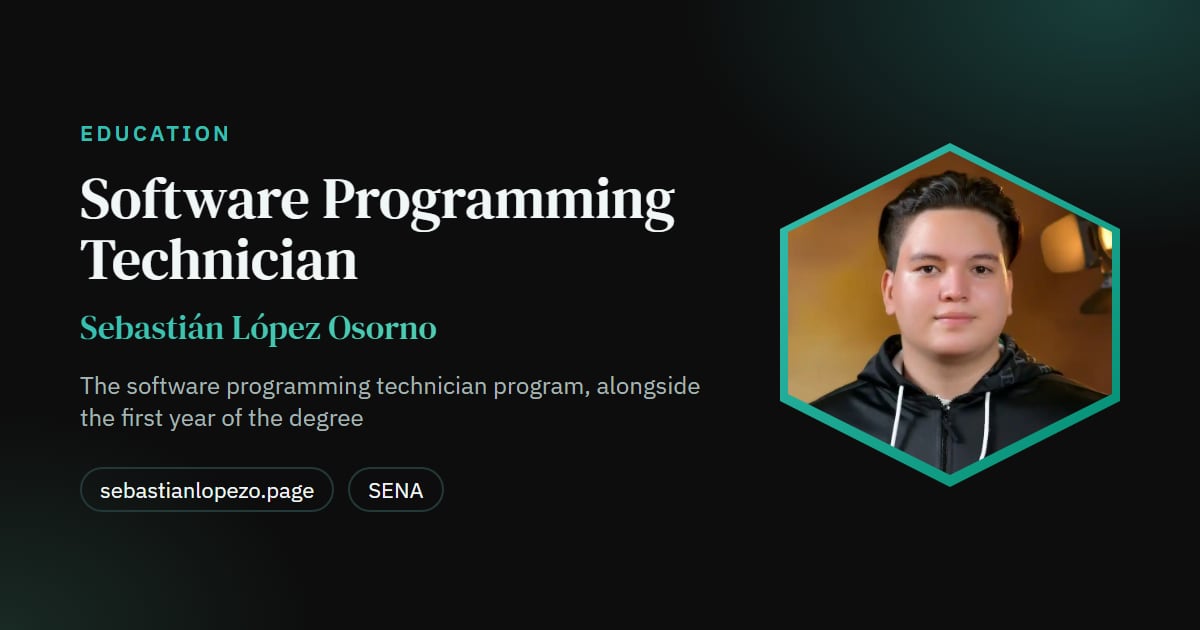 EDUCATION
Software Programming
Technician
Sebastián López Osorno
The software programming technician program, alongside
the first year of the degree
sebastianlopezo.page
SENA